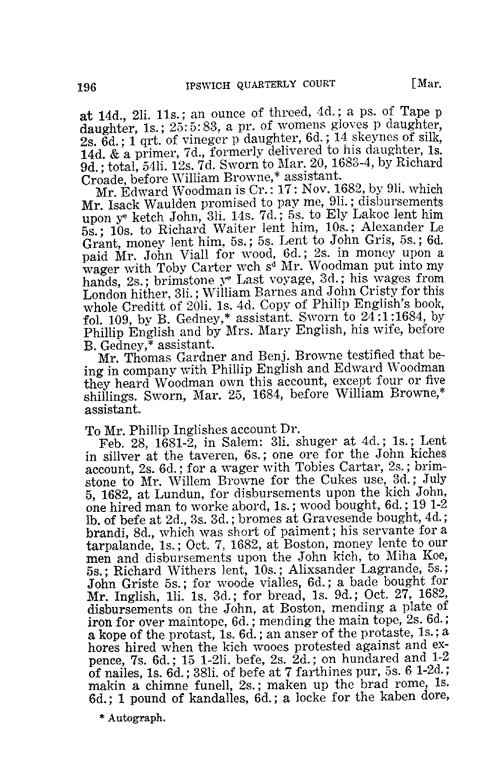 196 IPSWICH QUARTERLY COURT [Mar.
at 14d., 2li. 11s.; an ounce of threed, 4d.; a ps. of Tape p
daughter, 1s.; 25:5:83, a pr. of womens gloves p daughter,
2s. 6d.; 1 qrt. of vineger p daughter, 6d.; 14 skeynes of silk,
14d. & a primer, 7d., formerly delivered to his daughter, 1s.
9d.; total, 54li. 12s. 7d. Sworn to Mar. 20, 1683-4, by Richard
Croade, before William Browne,* assistant.
Mr. Edward Woodman is Cr.: 17: Nov. 1682, by 9li. which
Mr. Isack Waulden promised to pay me, 9li.; disbursements
upon yᵉ ketch John, 3li. 14s. 7d.; 5s. to Ely Lakoc lent him
5s.; 10s. to Richard Waiter lent him, 10s.; Alexander Le
Grant, money lent him, 5s.; 5s. Lent to John Gris, 5s.; 6d.
paid Mr. John Viall for wood, 6d.; 2s. in money upon a
wager with Toby Carter wch sᵈ Mr. Woodman put into my
hands, 2s.; brimstone yᵉ Last voyage, 3d.; his wages from
London hither, 3li.; William Barnes and John Cristy for this
whole Creditt of 20li. 1s. 4d. Copy of Philip English's book,
fol. 109, by B. Gedney,* assistant. Sworn to 24:1:1684, by
Phillip English and by Mrs. Mary English, his wife, before
B. Gedney,* assistant.
Mr. Thomas Gardner and Benj. Browne testified that be-
ing in company with Phillip English and Edward Woodman
they heard Woodman own this account, except four or five
shillings. Sworn, Mar. 25, 1684, before William Browne,*
assistant.
To Mr. Phillip Inglishes account Dr.
Feb. 28, 1681-2, in Salem: 3li. shuger at 4d.; 1s.; Lent
in sillver at the taveren, 6s.; one ore for the John kiches
account, 2s. 6d.; for a wager with Tobies Cartar, 2s.; brim-
stone to Mr. Willem Browne for the Cukes use, 3d.; July
5, 1682, at Lundun, for disbursements upon the kich John,
one hired man to worke abord, 1s.; wood bought, 6d.; 19 1-2
lb. of befe at 2d., 3s. 3d.; bromes at Gravesende bought, 4d.;
brandi, 8d., which was short of paiment; his servante for a
tarpalande, 1s.; Oct. 7, 1682, at Boston, money lente to our
men and disbursements upon the John kich, to Miha Koe,
5s.; Richard Withers lent, 10s.; Alixsander Lagrande, 5s.;
John Griste 5s.; for woode vialles, 6d.; a bade bought for
Mr. Inglish, 1li. 1s. 3d.; for bread, 1s. 9d.; Oct. 27, 1682,
disbursements on the John, at Boston, mending a plate of
iron for over maintope, 6d.; mending the main tope, 2s. 6d.;
a kope of the protast, 1s. 6d.; an anser of the protaste, 1s.; a
hores hired when the kich wooes protested against and ex-
pence, 7s. 6d.; 15 1-2li. befe, 2s. 2d.; on hundared and 1-2
of nailes, 1s. 6d.; 38li. of befe at 7 farthines pur, 5s. 6 1-2d.;
makin a chimne funell, 2s.; maken up the brad rome, 1s.
6d.; 1 pound of kandalles, 6d.; a locke for the kaben dore,
* Autograph.